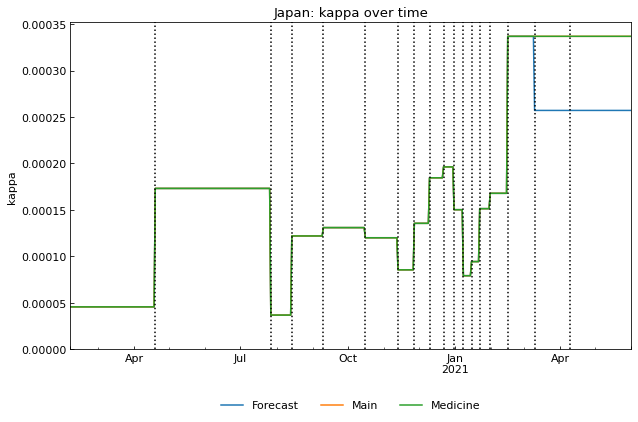 Japan: kappa over time
kappa
0.00035
0.00030
0.00025
0.00020
0.00015
0.00010
0.00005
0.00000
Apr Jul Oct Jan Apr
2021
Forecast Main Medicine